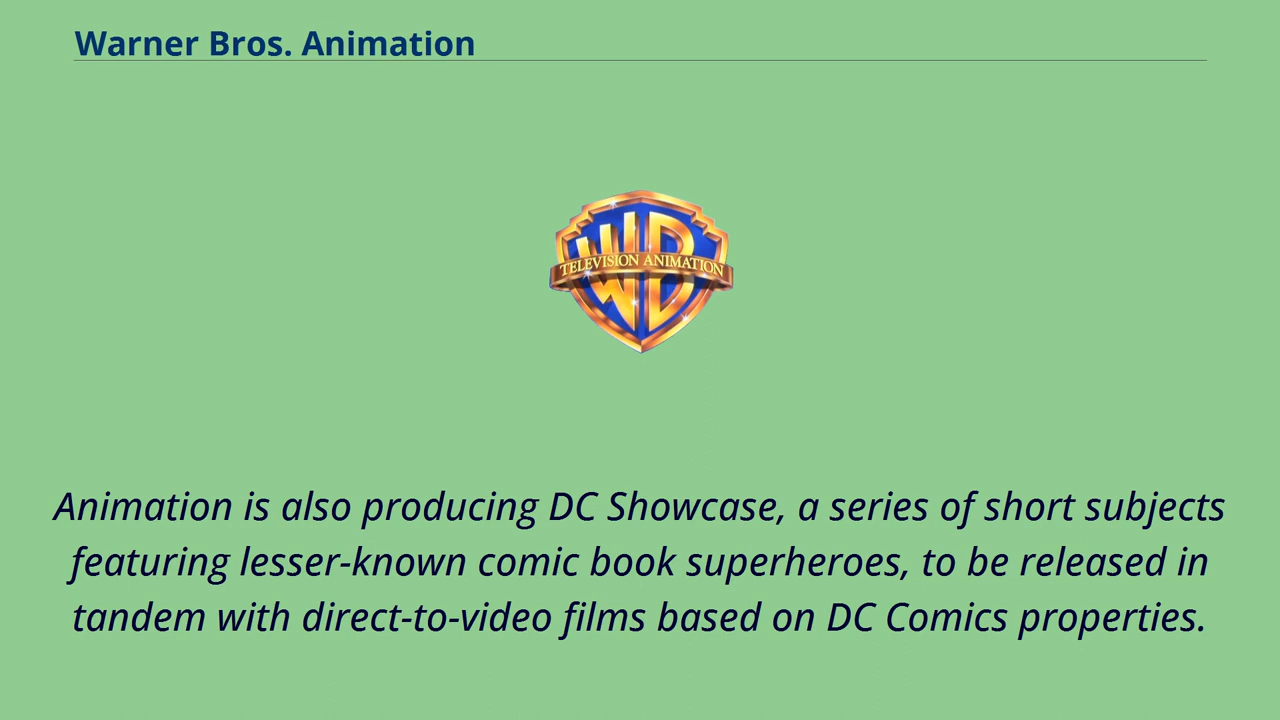 Warner Bros. Animation
WB
TELEVISION ANIMATION
Animation is also producing DC Showcase, a series of short subjects
featuring lesser-known comic book superheroes, to be released in
tandem with direct-to-video films based on DC Comics properties.